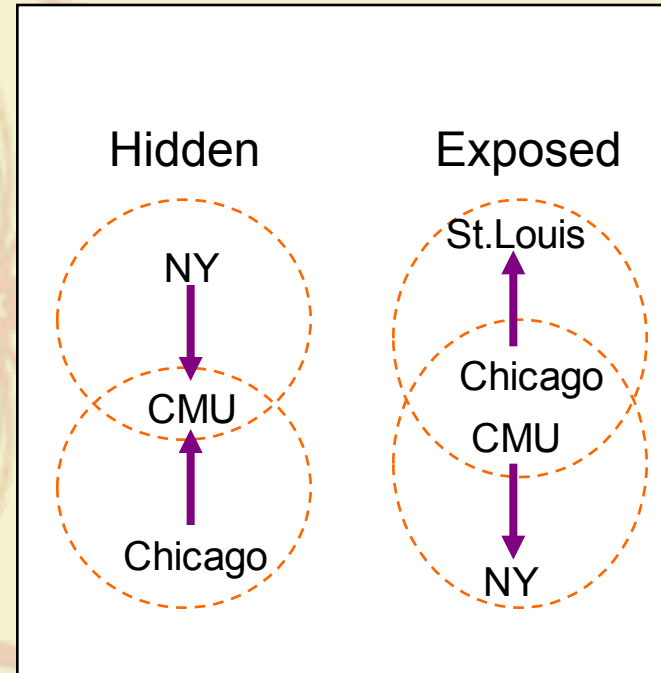 Hidden
NY
CMU
Chicago
Exposed
St.Louis
Chicago
CMU
NY